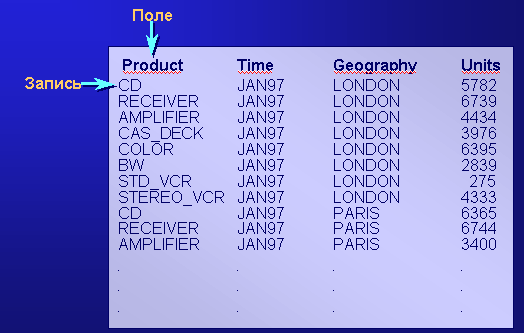 Поле
Запись
Product Time Geography Units
CD JAN97 LONDON 5782
RECEIVER JAN97 LONDON 6739
AMPLIFIER JAN97 LONDON 4434
CAS_DECK JAN97 LONDON 3976
COLOR JAN97 LONDON 6395
BW JAN97 LONDON 2839
STD_VCR JAN97 LONDON 275
STEREO_VCR JAN97 LONDON 4333
CD JAN97 PARIS 6365
RECEIVER JAN97 PARIS 6744
AMPLIFIER JAN97 PARIS 3400
. . . .
. . . .
. . . .